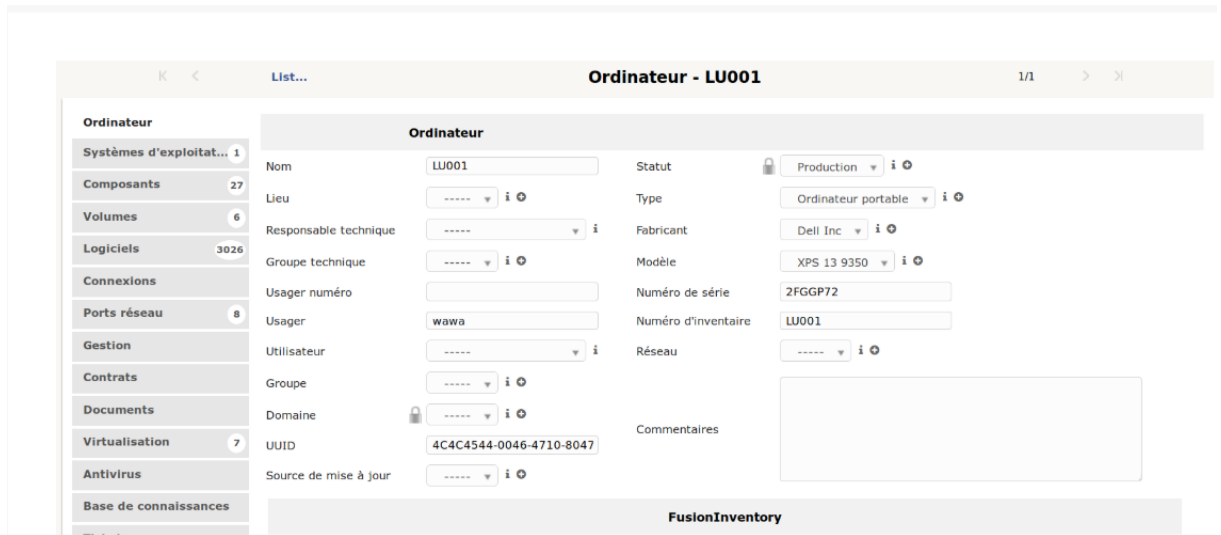 List...
Ordinateur - LU001
1/1
Ordinateur
Systèmes d'exploitat... 1
Composants 27
Volumes 6
Logiciels 3026
Connexions
Ports réseau 8
Gestion
Contrats
Documents
Virtualisation 7
Antivirus
Base de connaissances
Ordinateur
Nom LU001 Statut Production
Lieu ----- Type Ordinateur portable
Responsable technique ----- Fabricant Dell Inc
Groupe technique ----- Modèle XPS 13 9350
Usager numéro Numéro de série 2FGGP72
Usager wawa Numéro d'inventaire LU001
Utilisateur ----- Réseau -----
Groupe -----
Domaine -----
Commentaires
UUID 4C4C4544-0046-4710-8047
Source de mise à jour -----
FusionInventory